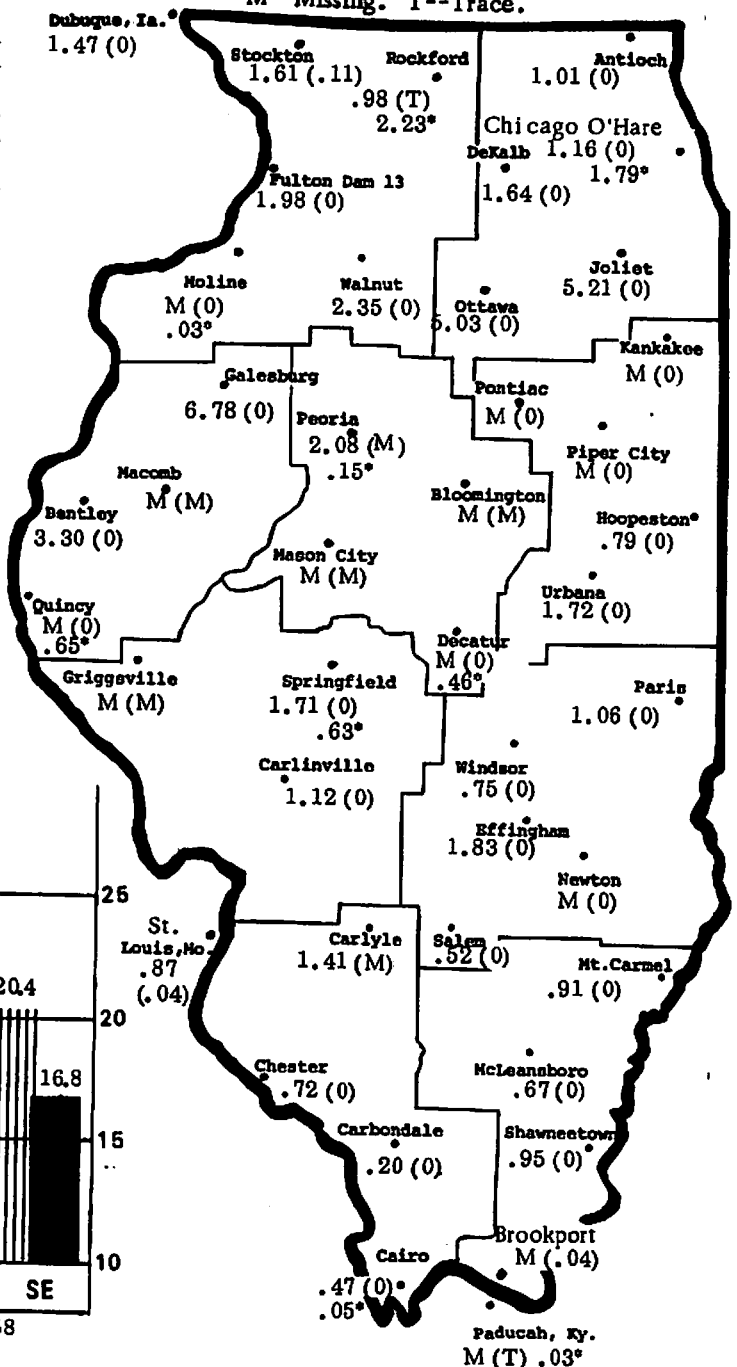 M--Missing. T--Trace.
Dubuque, Ia.
1.47 (0)
Stockton
1.61 (.11)
Rockford
.98 (T)
2.23*
Antioch
1.01 (0)
Chicago O'Hare
1.16 (0)
1.79*
DeKalb
1.64 (0)
Fulton Dam 13
1.98 (0)
Moline
M (0)
.03*
Walnut
2.35 (0)
Ottawa
5.03 (0)
Joliet
5.21 (0)
Kankakee
M (0)
Galesburg
6.78 (0)
Peoria
2.08 (M)
.15*
Pontiac
M (0)
Piper City
M (0)
Macomb
M (M)
Bentley
3.30 (0)
Bloomington
M (M)
Hoopeston
.79 (0)
Mason City
M (M)
Urbana
1.72 (0)
Quincy
M (0)
.65*
Griggsville
M (M)
Springfield
1.71 (0)
.63*
Decatur
M (0)
.46*
Paris
1.06 (0)
Carlinville
1.12 (0)
Windsor
.75 (0)
Effingham
1.83 (0)
Newton
M (0)
St.
Louis, Mo.
.87
(.04)
Carlyle
1.41 (M)
Salem
.52 (0)
Mt.Carmel
.91 (0)
Chester
.72 (0)
McLeansboro
.67(0)
Carbondale
.20 (0)
Shawneetown
.95 (0)
Cairo
.47 (0)
.05*
Brookport
M (.04)
Paducah, Ky.
M (T) .03*
25
20.4
20
16.8
15
10
SE